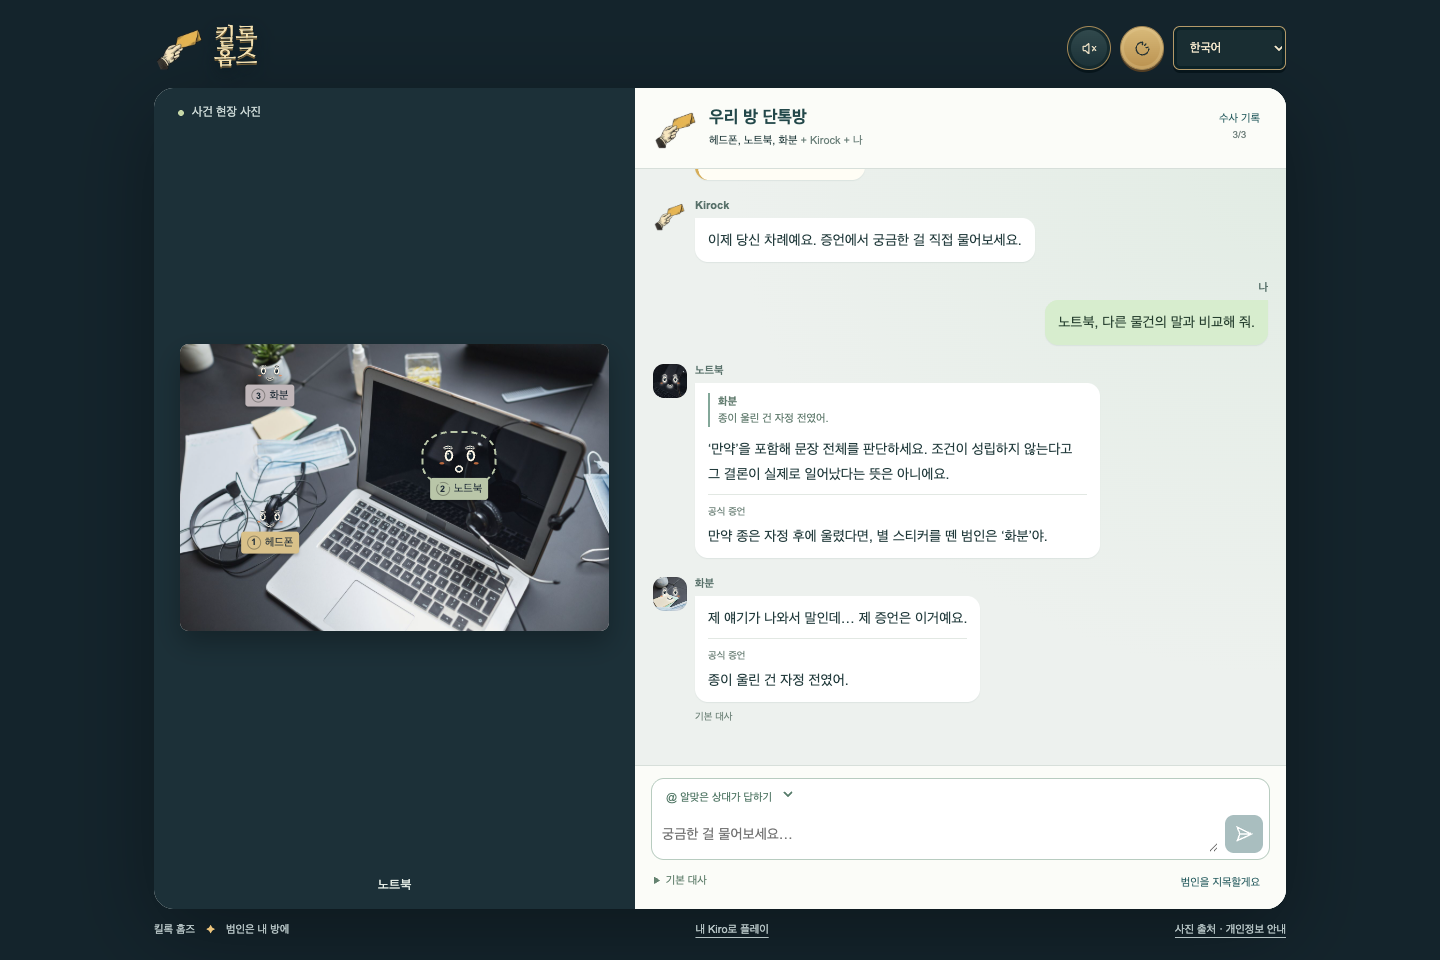 킬록
홈즈
한국어
사건 현장 사진
③ 화분
② 노트북
① 헤드폰
노트북
우리 방 단톡방
헤드폰, 노트북, 화분 + Kirock + 나
수사 기록
3/3
Kirock
이제 당신 차례예요. 증언에서 궁금한 걸 직접 물어보세요.
나
노트북, 다른 물건의 말과 비교해 줘.
노트북
화분
종이 울린 건 자정 전였어.
‘만약’을 포함해 문장 전체를 판단하세요. 조건이 성립하지 않는다고
그 결론이 실제로 일어났다는 뜻은 아니에요.
공식 증언
만약 종은 자정 후에 울렸다면, 별 스티커를 뗀 범인은 ‘화분’야.
화분
제 얘기가 나와서 말인데… 제 증언은 이거예요.
공식 증언
종이 울린 건 자정 전였어.
기본 대사
@ 알맞은 상대가 답하기
궁금한 걸 물어보세요…
▶ 기본 대사
범인을 지목할게요
킬록 홈즈 ✦ 범인은 내 방에
내 Kiro로 플레이
사진 출처 · 개인정보 안내